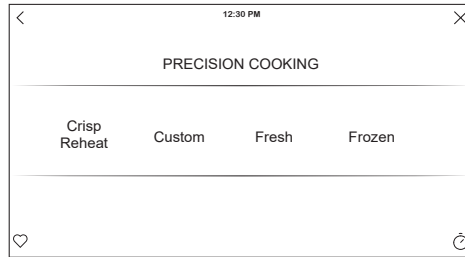 12:30 PM
PRECISION COOKING
Crisp
Reheat
Custom
Fresh
Frozen